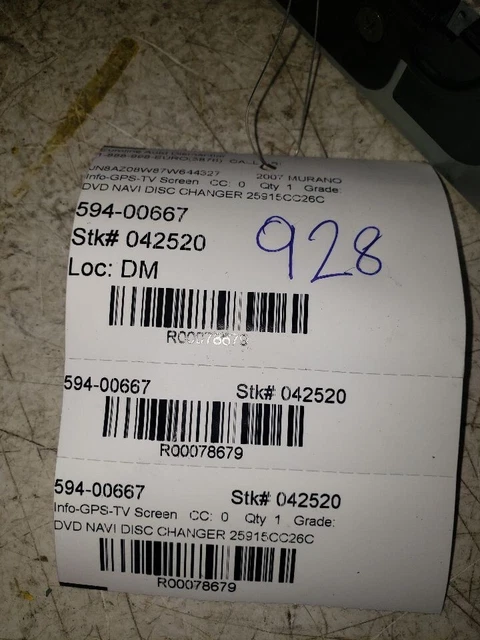 JN8AZ08W87W644327 2007 MURANO
Info-GPS-TV Screen CC: 0 Qty 1 Grade:
DVD NAVI DISC CHANGER 25915CC26C
594-00667
Stk# 042520
928
Loc: DM
R00078679
594-00667 Stk# 042520
R00078679
594-00667 Stk# 042520
Info-GPS-TV Screen CC: 0 Qty 1 Grade:
DVD NAVI DISC CHANGER 25915CC26C
R00078679